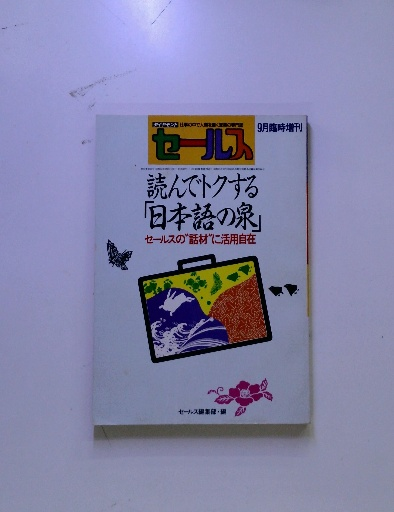 9月臨時増刊
セールス
読んでトクする
「日本語の泉」
セールスの“話材”に活用自在
セールス編集部・編